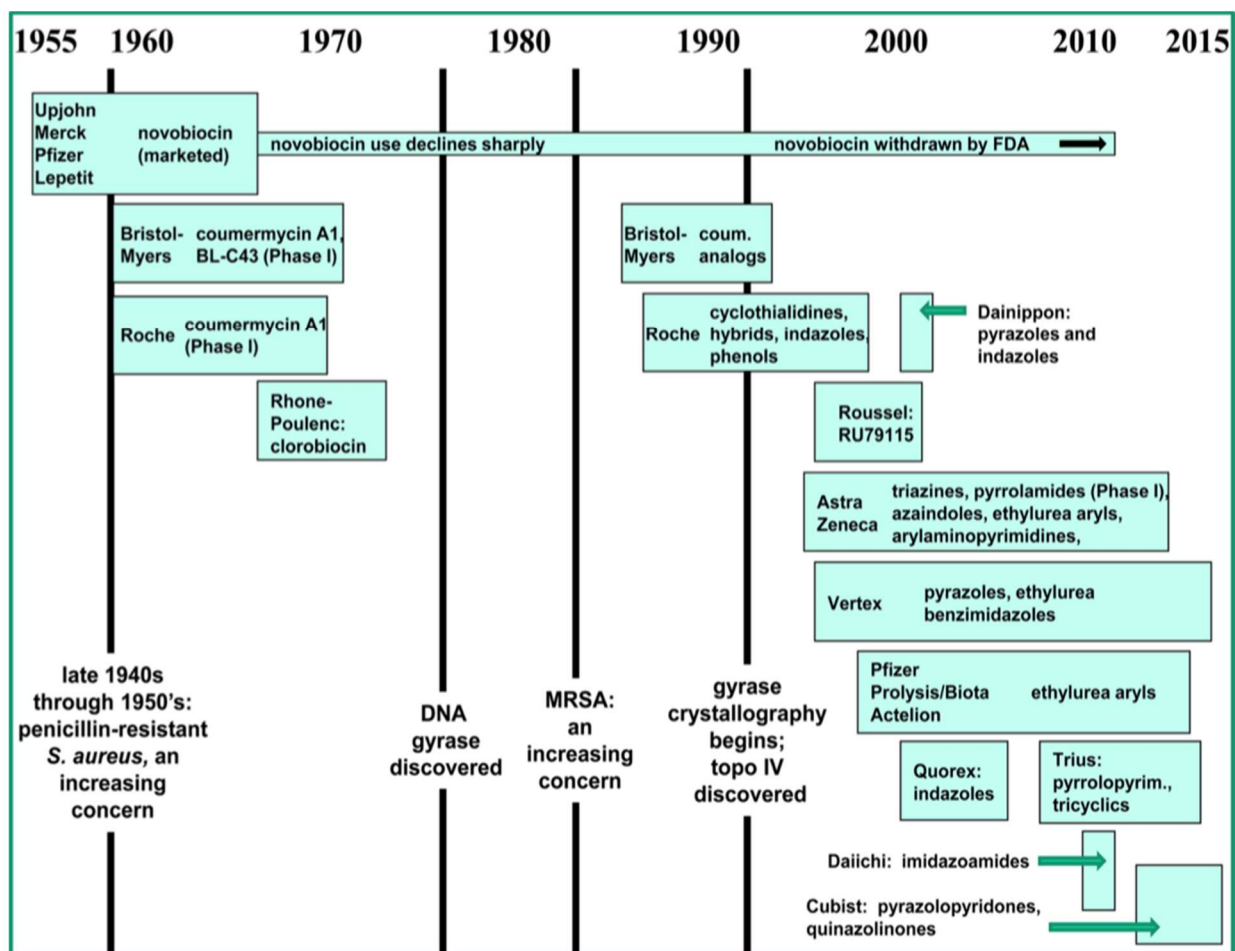 1955 1960 1970 1980 1990 2000 2010 2015
Upjohn
Merck
Pfizer
Lepetit
novobiocin
(marketed)
novobiocin use declines sharply
novobiocin withdrawn by FDA
Bristol-
Myers
coumermycin A1,
BL-C43 (Phase I)
Bristol-
Myers
coum.
analogs
Roche
coumermycin A1
(Phase I)
Roche
cyclothialidines,
hybrids, indazoles,
phenols
Dainippon:
pyrazoles and
indazoles
Rhone-
Poulenc:
clorobiocin
Roussel:
RU79115
Astra
Zeneca
triazines, pyrrolamides (Phase I),
azaindoles, ethylurea aryls,
arylaminopyrimidines,
Vertex
pyrazoles, ethylurea
benzimidazoles
Pfizer
Prolysis/Biota
Actelion
ethylurea aryls
late 1940s
through 1950's:
penicillin-resistant
S. aureus, an
increasing
concern
DNA
gyrase
discovered
MRSA:
an
increasing
concern
gyrase
crystallography
begins;
topo IV
discovered
Quorex:
indazoles
Trius:
pyrrolopyrim.,
tricyclics
Daiichi: imidazoamides
Cubist: pyrazolopyridones,
quinazolinones